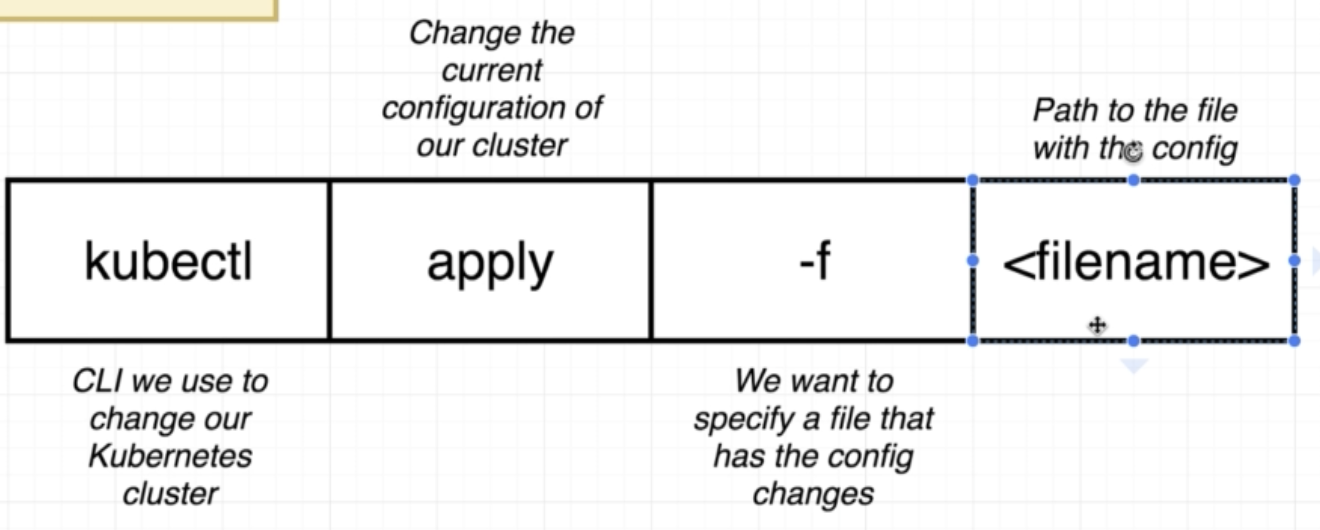 Change the
current
configuration of
our cluster
Path to the file
with the config
kubectl
apply
-f
<filename>
CLI we use to
change our
Kubernetes
cluster
We want to
specify a file that
has the config
changes